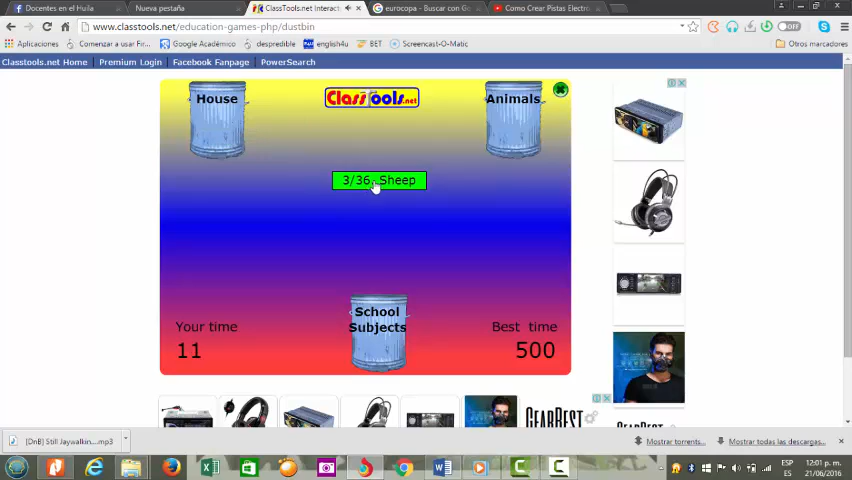 Docentes en el Huila
Nueva pestaña
ClassTools.net Interact
eurocopa - Buscar con Go
Como Crear Pistas Electró
www.classtools.net/education-games-php/dustbin
OFF
Aplicaciones
Comenzar a usar Fir...
Google Académico
despredible
english4u
BET
Screencast-O-Matic
Otros marcadores
Classtools.net Home | Premium Login | Facebook Fanpage | PowerSearch
House
ClassTools.net
Animals
3/36: Sheep
School
Subjects
Your time
Best time
11
500
GEARBEST
[DnB] Still Jaywalkin....mp3
Mostrar torrents...
Mostrar todas las descargas...
ESP
ES
12:01 p. m.
21/06/2016